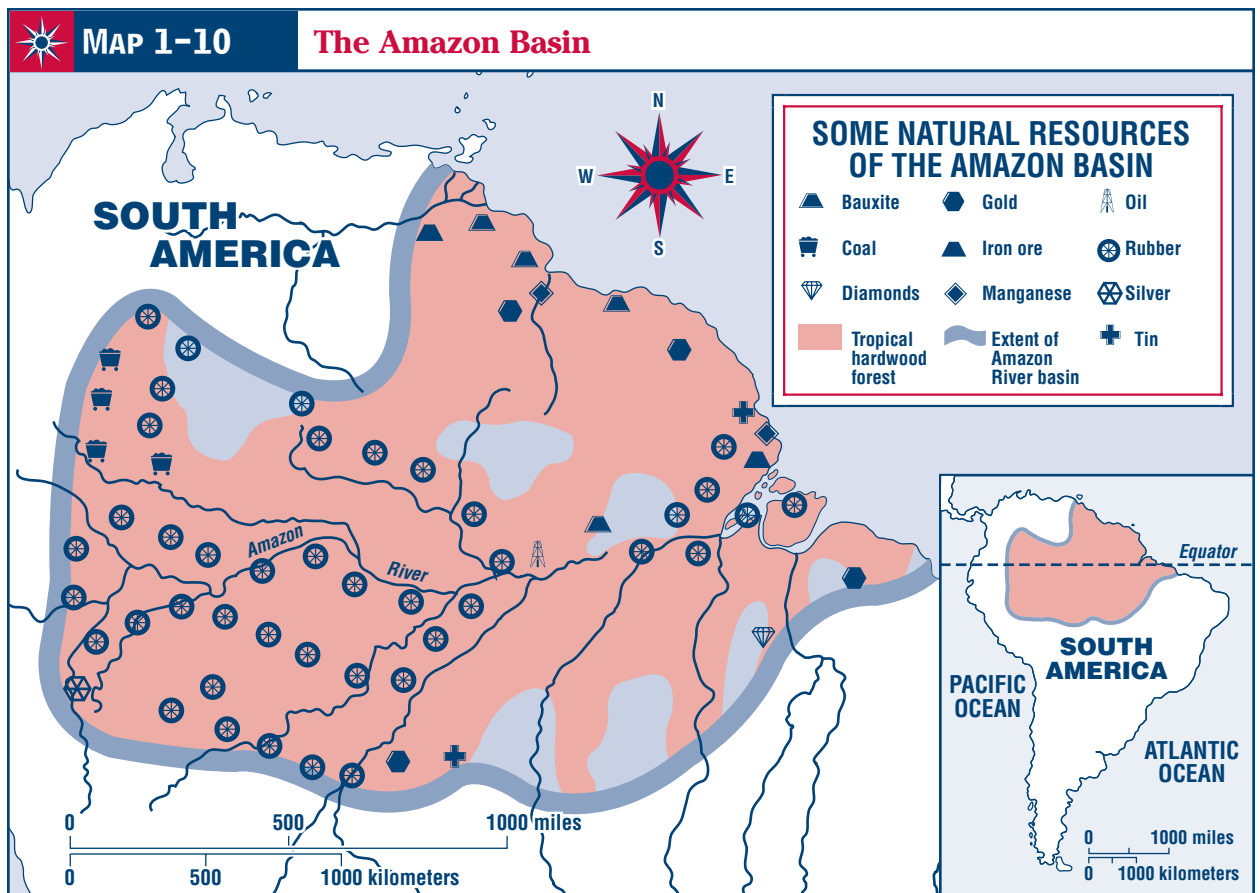 MAP 1–10
The Amazon Basin
N
W
E
S
SOUTH
AMERICA
SOME NATURAL RESOURCES
OF THE AMAZON BASIN
Bauxite
Gold
Oil
Coal
Iron ore
Rubber
Diamonds
Manganese
Silver
Tropical
hardwood
forest
Extent of
Amazon
River basin
Tin
Amazon
River
0 500 1000 miles
0 500 1000 kilometers
Equator
SOUTH
AMERICA
PACIFIC
OCEAN
ATLANTIC
OCEAN
0 1000 miles
0 1000 kilometers